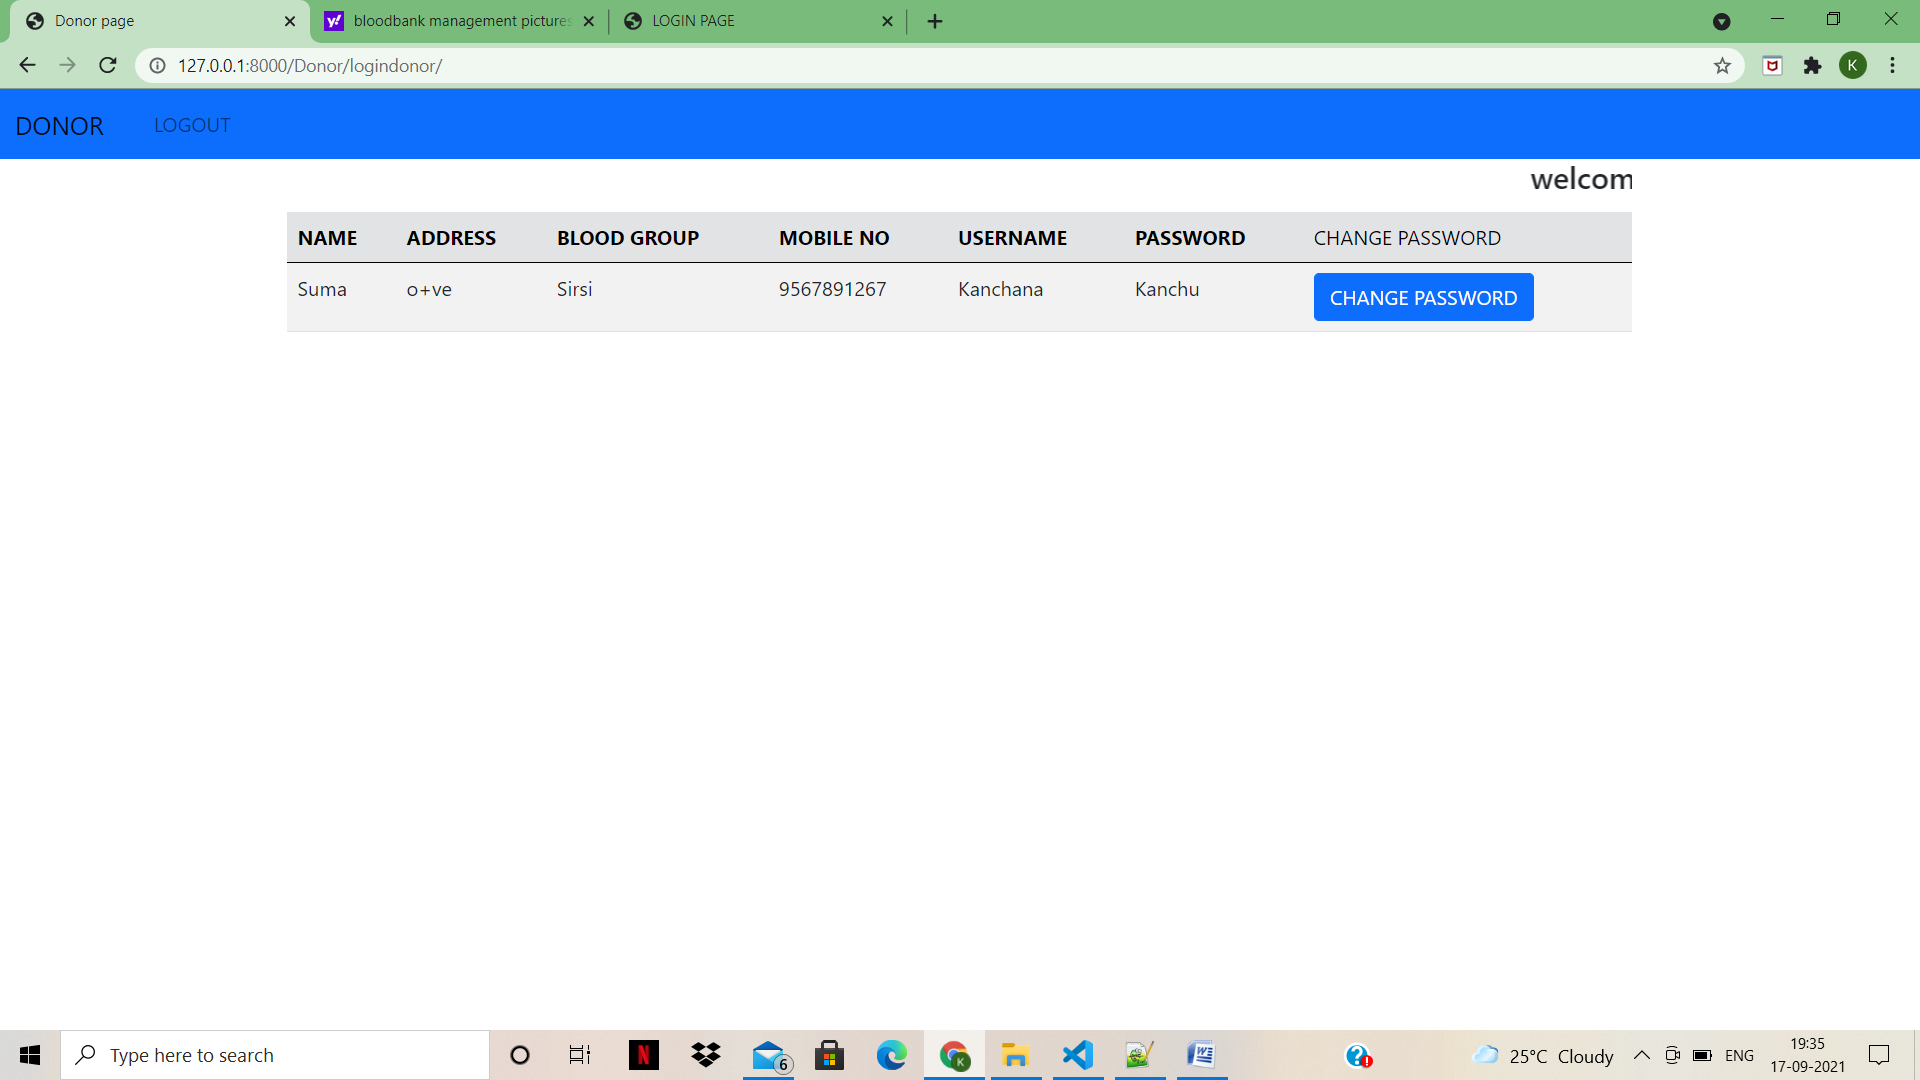 Donor page
bloodbank management pictures
LOGIN PAGE
127.0.0.1:8000/Donor/logindonor/
K
DONOR LOGOUT
welcom
NAME ADDRESS BLOOD GROUP MOBILE NO USERNAME PASSWORD CHANGE PASSWORD
Suma o+ve Sirsi 9567891267 Kanchana Kanchu CHANGE PASSWORD
Type here to search
6
K
25°C Cloudy
ENG
19:35
17-09-2021